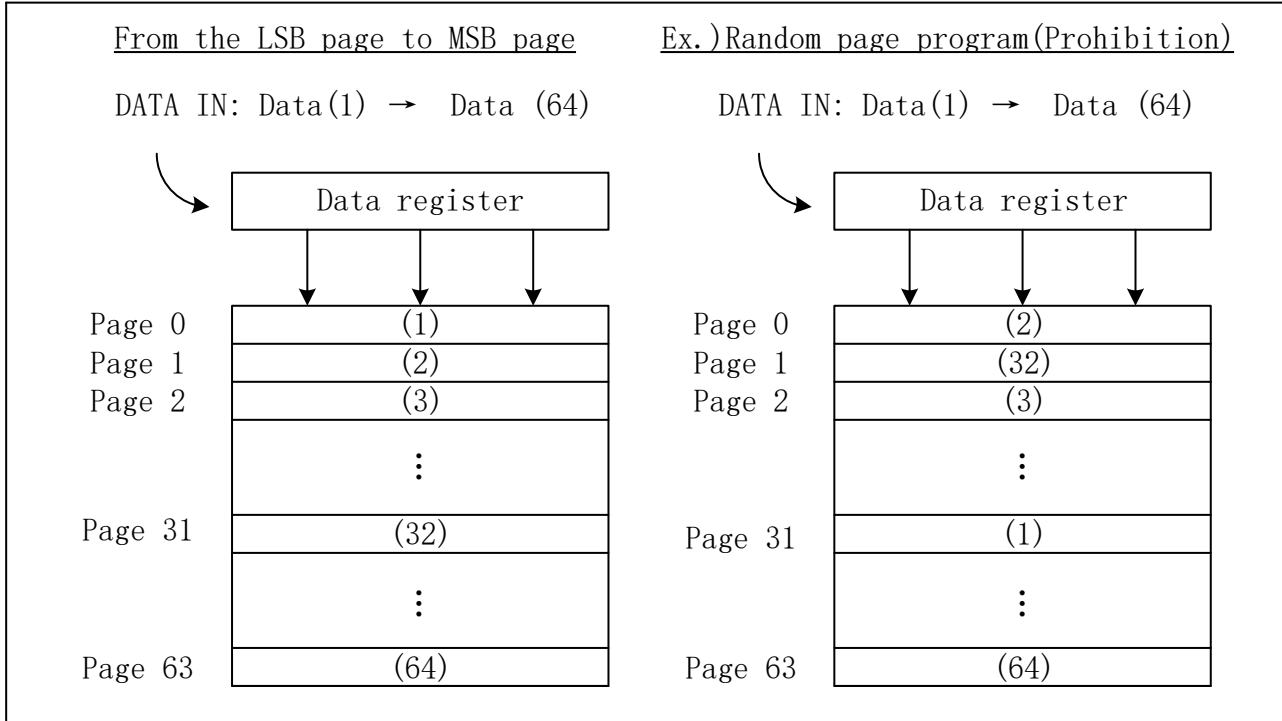 From the LSB page to MSB page
DATA IN: Data(1) → Data (64)
Data register
Page 0 (1)
Page 1 (2)
Page 2 (3)
⋮
Page 31 (32)
⋮
Page 63 (64)
Ex.)Random page program(Prohibition)
DATA IN: Data(1) → Data (64)
Data register
Page 0 (2)
Page 1 (32)
Page 2 (3)
⋮
Page 31 (1)
⋮
Page 63 (64)